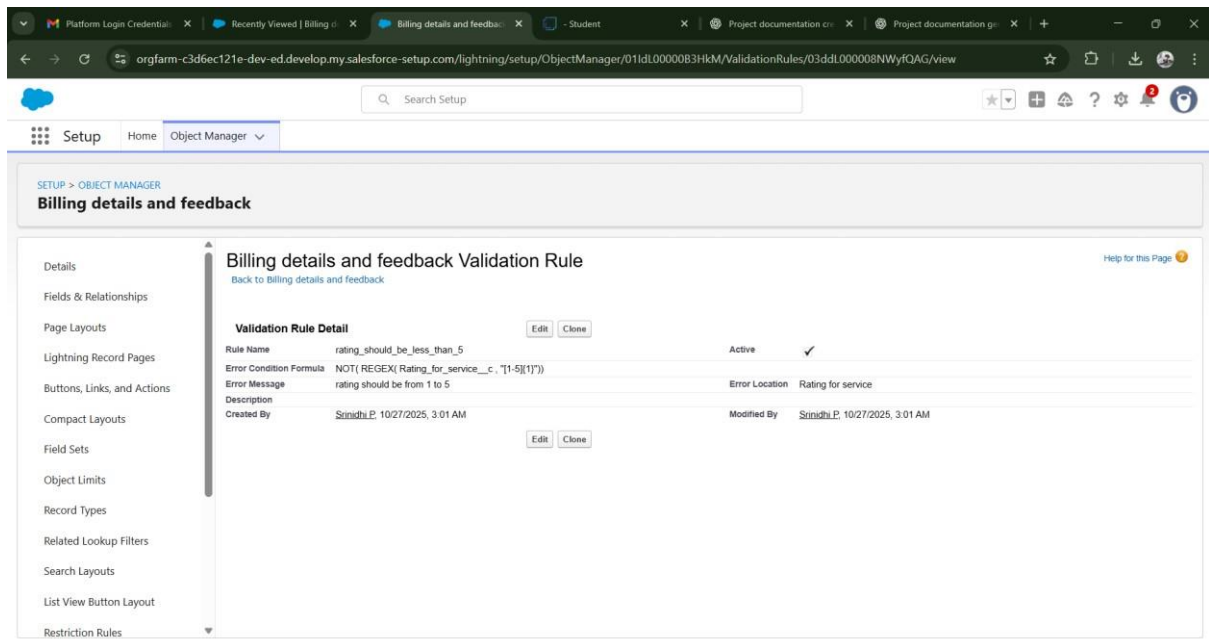 Platform Login Credentials
Recently Viewed | Billing d
Billing details and feedbac
- Student
Project documentation cre
Project documentation ge
orgfarm-c3d6ec121e-dev-ed.develop.my.salesforce-setup.com/lightning/setup/ObjectManager/01IdL00000B3HkM/ValidationRules/03ddL000008NWyfQAG/view
Search Setup
2
Setup Home Object Manager
SETUP > OBJECT MANAGER
Billing details and feedback
Details
Fields & Relationships
Page Layouts
Lightning Record Pages
Buttons, Links, and Actions
Compact Layouts
Field Sets
Object Limits
Record Types
Related Lookup Filters
Search Layouts
List View Button Layout
Restriction Rules
Billing details and feedback Validation Rule
Help for this Page
Back to Billing details and feedback
Validation Rule Detail Edit Clone
Rule Name rating_should_be_less_than_5 Active
Error Condition Formula NOT( REGEX( Rating_for_service__c , "[1-5]{1}"))
Error Message rating should be from 1 to 5 Error Location Rating for service
Description
Created By Srinidhi P, 10/27/2025, 3:01 AM Modified By Srinidhi P, 10/27/2025, 3:01 AM
Edit Clone